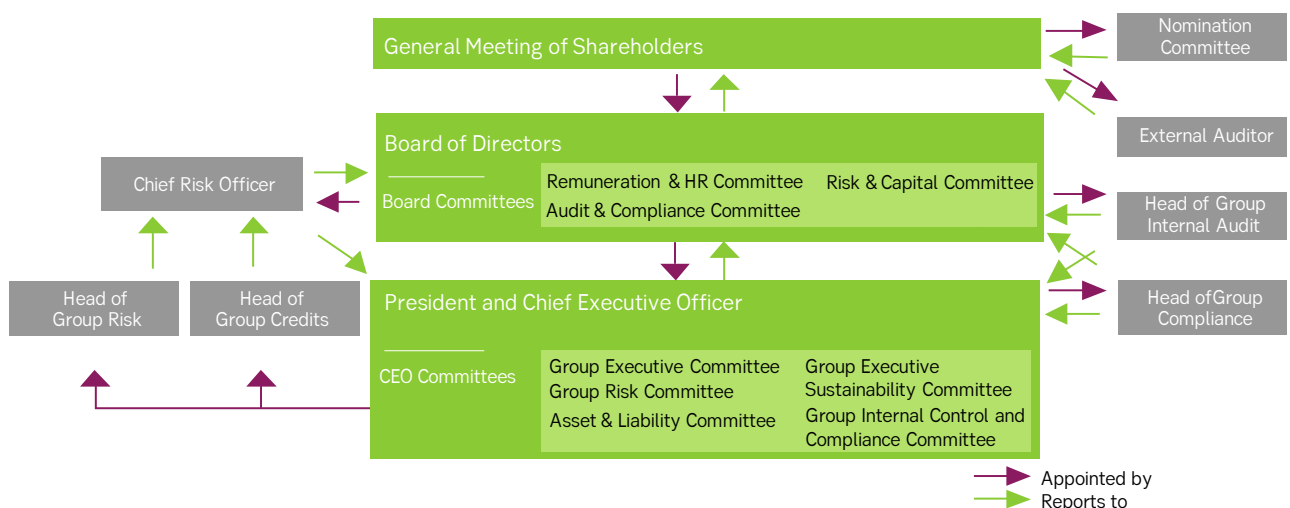 General Meeting of Shareholders
Nomination
Committee
External Auditor
Board of Directors
Board Committees
Remuneration & HR Committee
Risk & Capital Committee
Audit & Compliance Committee
Chief Risk Officer
Head of Group
Internal Audit
Head of
Group Risk
Head of
Group Credits
President and Chief Executive Officer
Head ofGroup
Compliance
CEO Committees
Group Executive Committee
Group Risk Committee
Asset & Liability Committee
Group Executive
Sustainability Committee
Group Internal Control and
Compliance Committee
Appointed by
Reports to